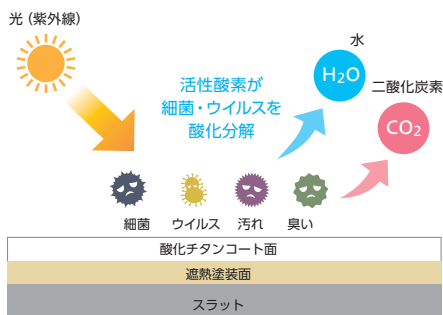 光（紫外線）
活性酸素が
細菌・ウイルスを
酸化分解
水
H₂O
二酸化炭素
CO₂
細菌 ウイルス 汚れ 臭い
酸化チタンコート面
遮熱塗装面
スラット